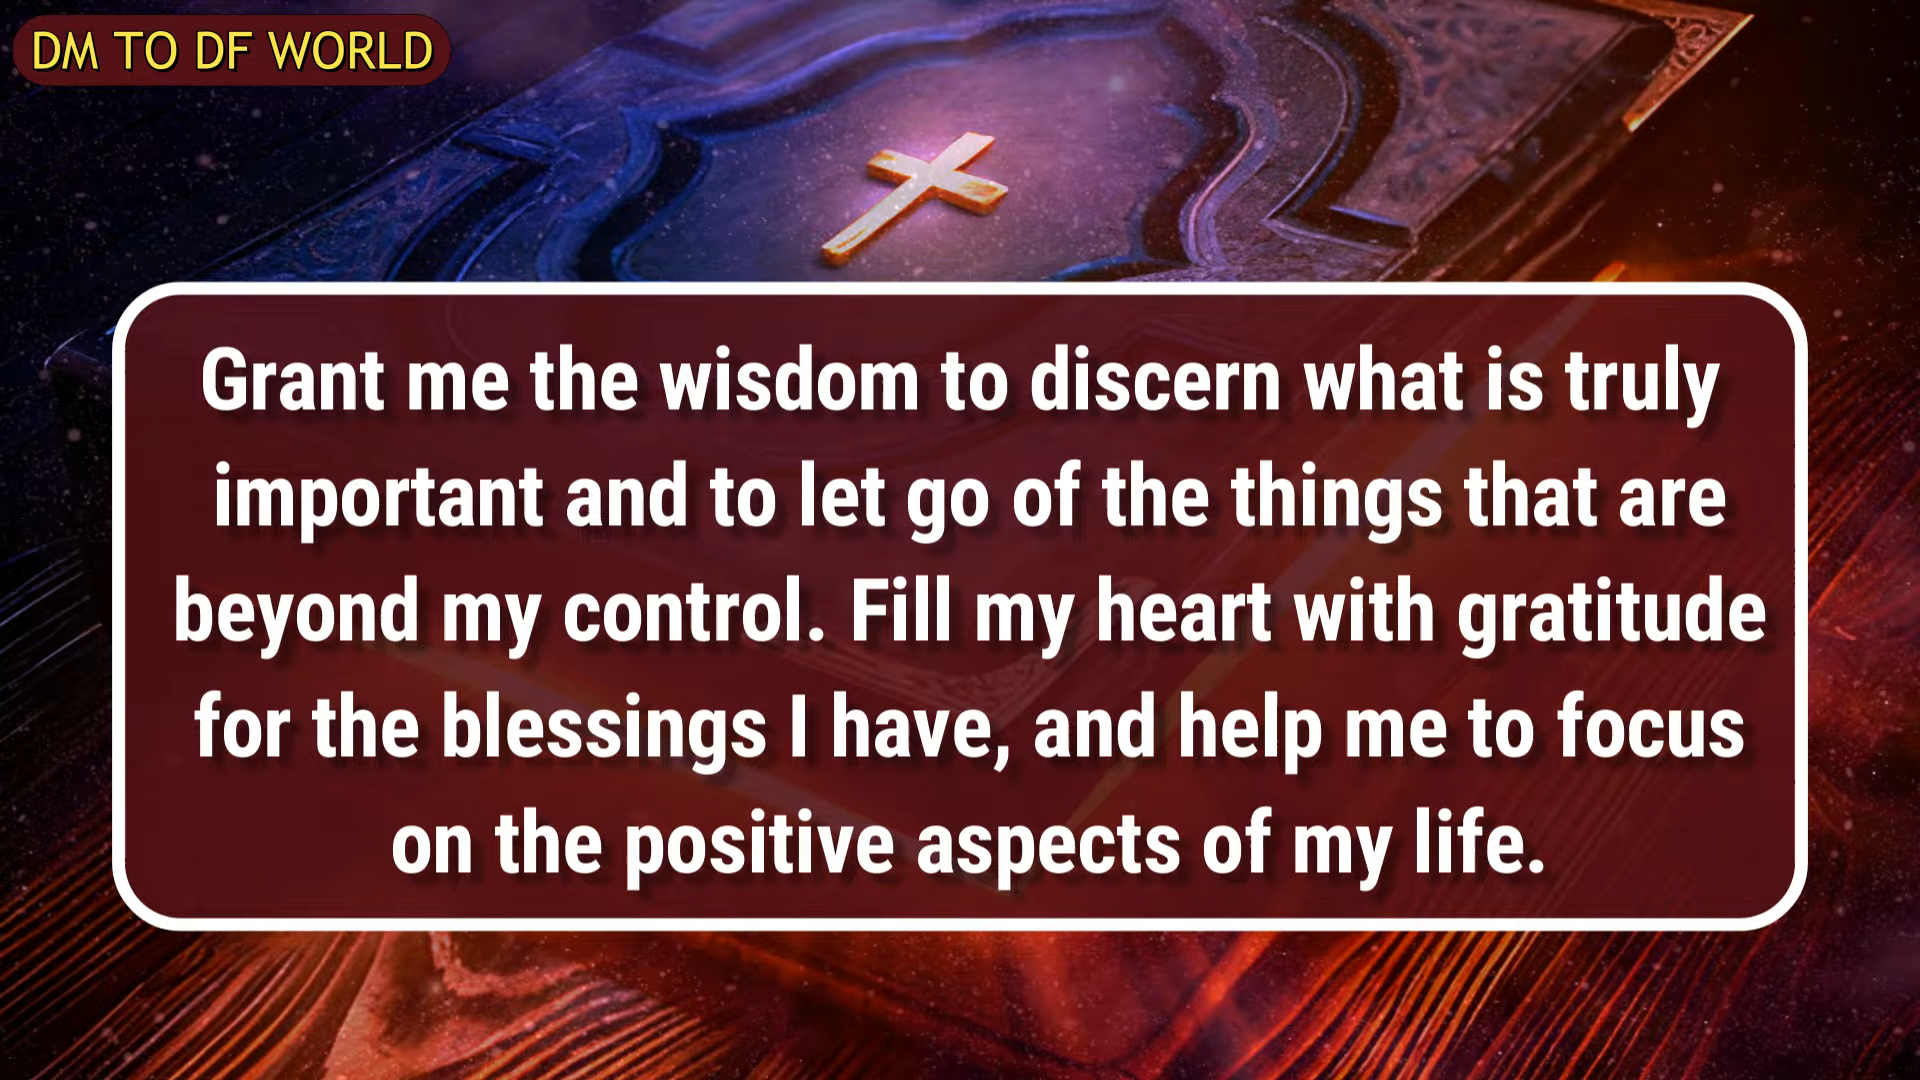 DM TO DF WORLD
Grant me the wisdom to discern what is truly
important and to let go of the things that are
beyond my control. Fill my heart with gratitude
for the blessings I have, and help me to focus
on the positive aspects of my life.